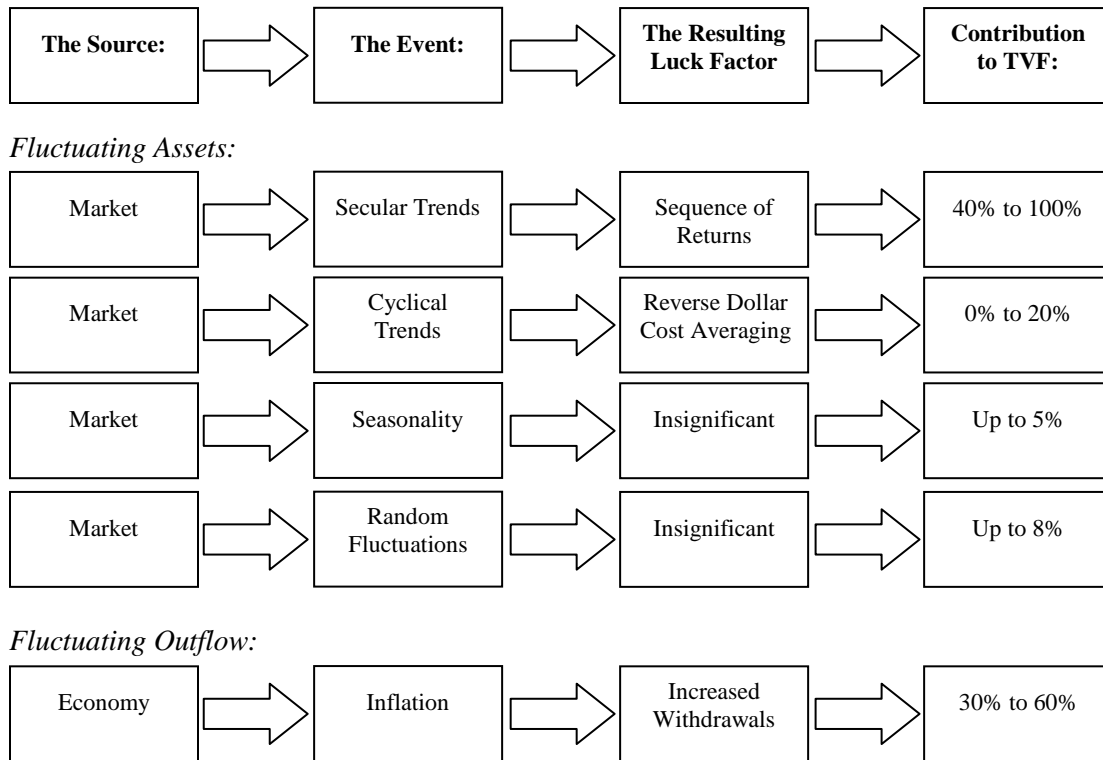 The Source:
The Event:
The Resulting
Luck Factor
Contribution
to TVF:
Fluctuating Assets:
Market
Secular Trends
Sequence of
Returns
40% to 100%
Market
Cyclical
Trends
Reverse Dollar
Cost Averaging
0% to 20%
Market
Seasonality
Insignificant
Up to 5%
Market
Random
Fluctuations
Insignificant
Up to 8%
Fluctuating Outflow:
Economy
Inflation
Increased
Withdrawals
30% to 60%